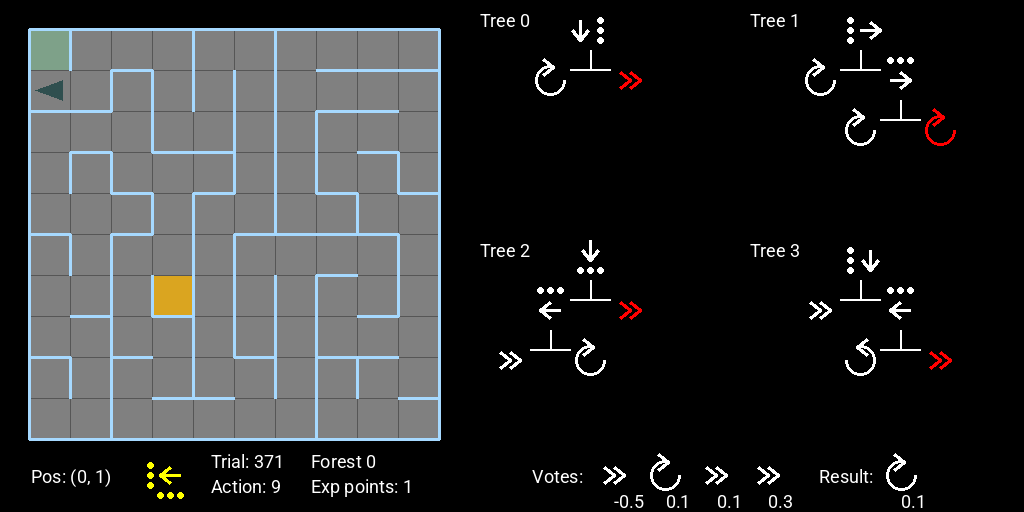 Tree 0
Tree 1
Tree 2
Tree 3
Pos: (0, 1)
Trial: 371
Forest 0
Action: 9
Exp points: 1
Votes:
-0.5
0.1
0.1
0.3
Result:
0.1